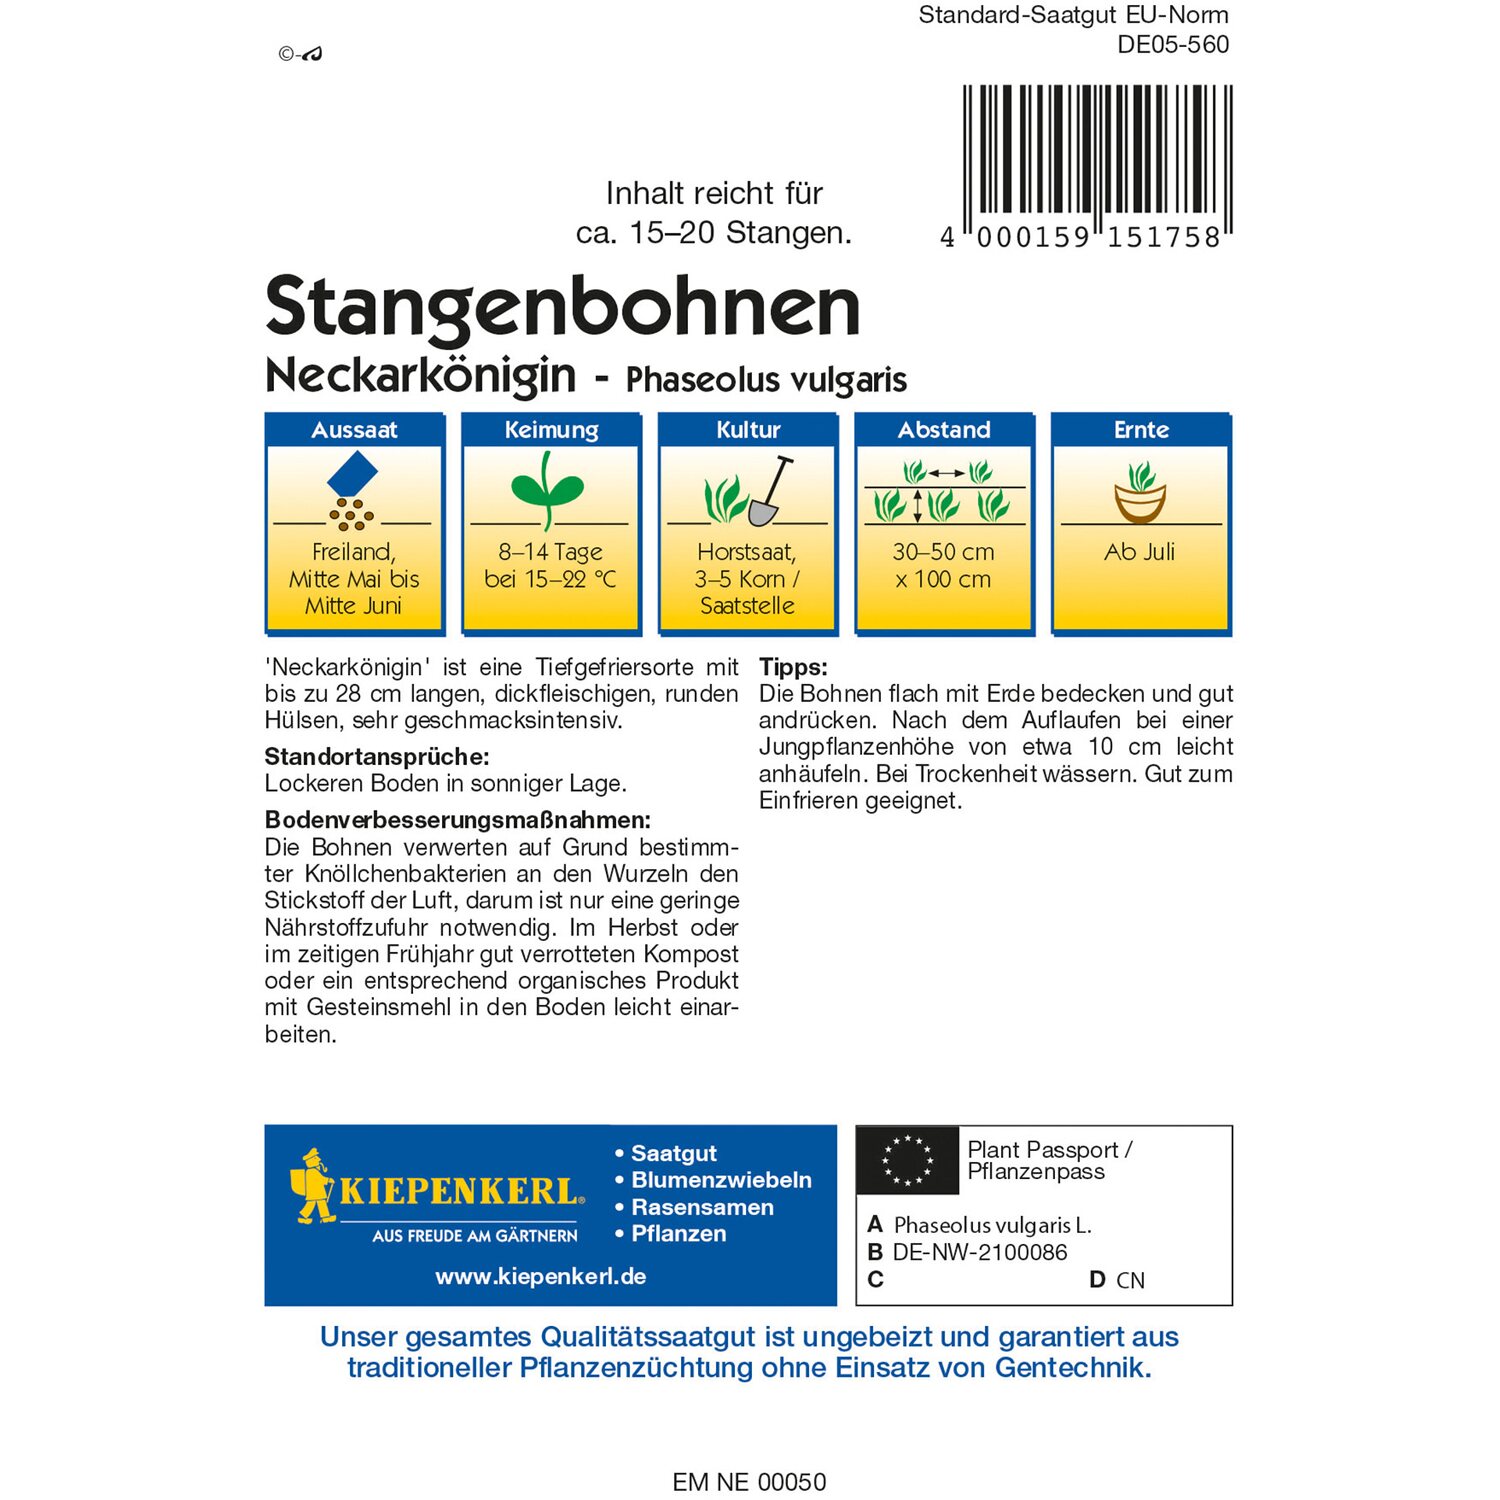 Standard-Saatgut EU-Norm
DE05-560
©-
4 000159 151758
Inhalt reicht für
ca. 15–20 Stangen.
Stangenbohnen
Neckarkönigin - Phaseolus vulgaris
Aussaat
Freiland,
Mitte Mai bis
Mitte Juni
Keimung
8–14 Tage
bei 15–22 °C
Kultur
Horstsaat,
3–5 Korn /
Saatstelle
Abstand
30–50 cm
x 100 cm
Ernte
Ab Juli
'Neckarkönigin' ist eine Tiefgefriersorte mit
bis zu 28 cm langen, dickfleischigen, runden
Hülsen, sehr geschmacksintensiv.
Standortansprüche:
Lockeren Boden in sonniger Lage.
Bodenverbesserungsmaßnahmen:
Die Bohnen verwerten auf Grund bestimm-
ter Knöllchenbakterien an den Wurzeln den
Stickstoff der Luft, darum ist nur eine geringe
Nährstoffzufuhr notwendig. Im Herbst oder
im zeitigen Frühjahr gut verrotteten Kompost
oder ein entsprechend organisches Produkt
mit Gesteinsmehl in den Boden leicht einar-
beiten.
Tipps:
Die Bohnen flach mit Erde bedecken und gut
andrücken. Nach dem Auflaufen bei einer
Jungpflanzenhöhe von etwa 10 cm leicht
anhäufeln. Bei Trockenheit wässern. Gut zum
Einfrieren geeignet.
KIEPENKERL®
AUS FREUDE AM GÄRTNERN
• Saatgut
• Blumenzwiebeln
• Rasensamen
• Pflanzen
www.kiepenkerl.de
Plant Passport /
Pflanzenpass
A Phaseolus vulgaris L.
B DE-NW-2100086
C D CN
Unser gesamtes Qualitätssaatgut ist ungebeizt und garantiert aus
traditioneller Pflanzenzüchtung ohne Einsatz von Gentechnik.
EM NE 00050